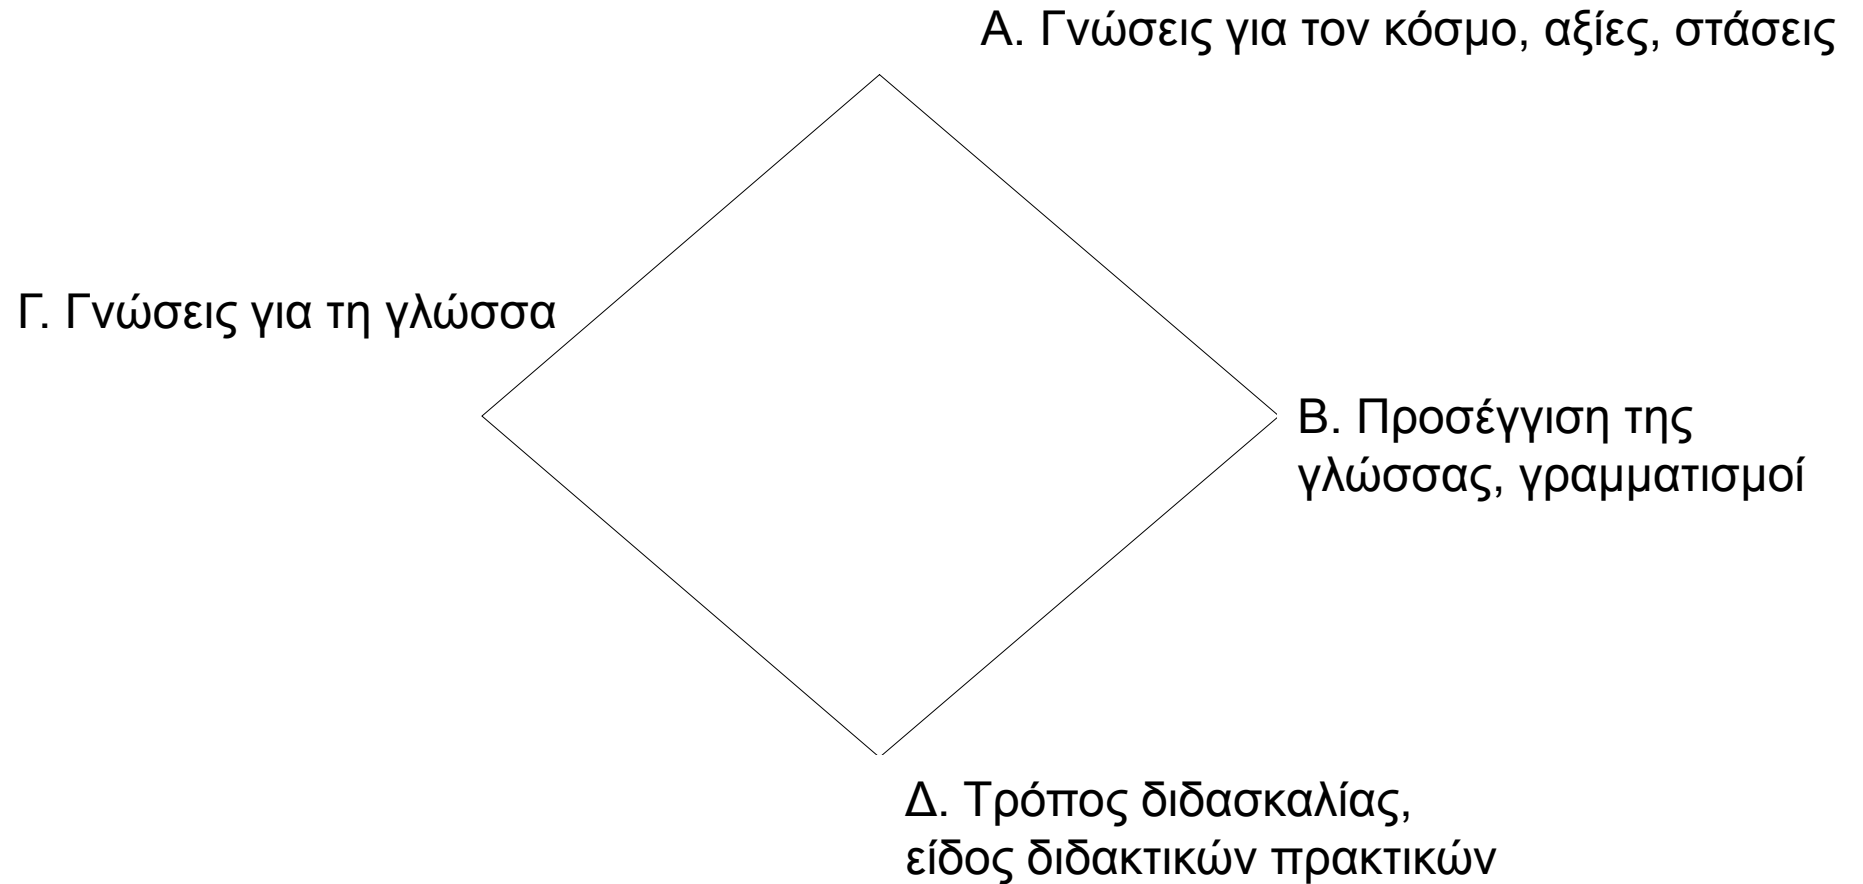 Α. Γνώσεις για τον κόσμο, αξίες, στάσεις
Γ. Γνώσεις για τη γλώσσα
Β. Προσέγγιση της
γλώσσας, γραμματισμοί
Δ. Τρόπος διδασκαλίας,
είδος διδακτικών πρακτικών